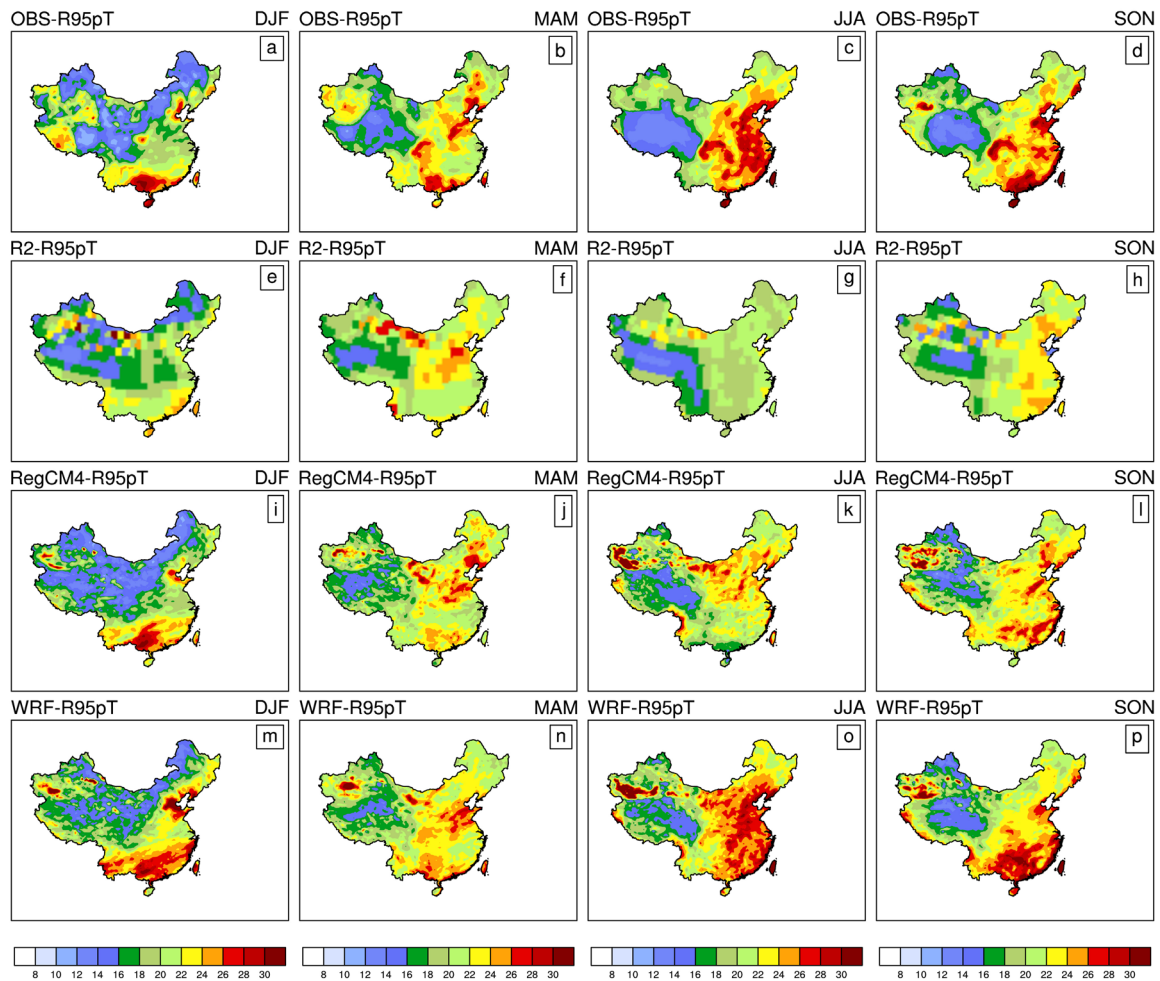 OBS-R95pT DJF OBS-R95pT MAM OBS-R95pT JJA OBS-R95pT SON
a b c d
R2-R95pT DJF R2-R95pT MAM R2-R95pT JJA R2-R95pT SON
e f g h
RegCM4-R95pT DJF RegCM4-R95pT MAM RegCM4-R95pT JJA RegCM4-R95pT SON
i j k l
WRF-R95pT DJF WRF-R95pT MAM WRF-R95pT JJA WRF-R95pT SON
m n o p
8 10 12 14 16 18 20 22 24 26 28 30 8 10 12 14 16 18 20 22 24 26 28 30 8 10 12 14 16 18 20 22 24 26 28 30 8 10 12 14 16 18 20 22 24 26 28 30